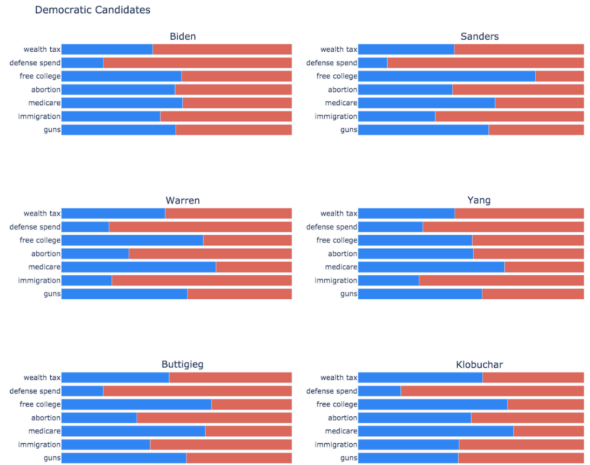 Democratic Candidates
Biden
wealth tax
defense spend
free college
abortion
medicare
immigration
guns
Sanders
wealth tax
defense spend
free college
abortion
medicare
immigration
guns
Warren
wealth tax
defense spend
free college
abortion
medicare
immigration
guns
Yang
wealth tax
defense spend
free college
abortion
medicare
immigration
guns
Buttigieg
wealth tax
defense spend
free college
abortion
medicare
immigration
guns
Klobuchar
wealth tax
defense spend
free college
abortion
medicare
immigration
guns